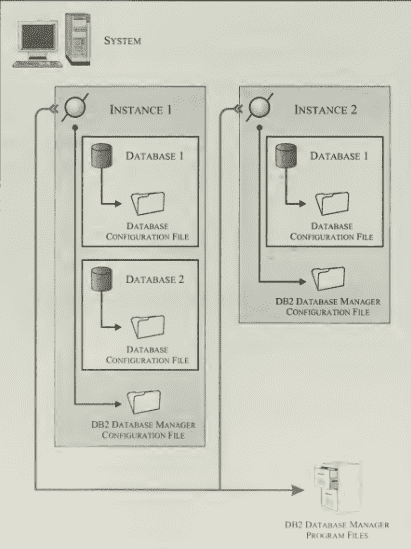 SYSTEM
INSTANCE 1
DATABASE 1
DATABASE
CONFIGURATION FILE
DATABASE 2
DATABASE
CONFIGURATION FILE
DB2 DATABASE MANAGER
CONFIGURATION FILE
INSTANCE 2
DATABASE 1
DATABASE
CONFIGURATION FILE
DB2 DATABASE MANAGER
CONFIGURATION FILE
DB2 DATABASE MANAGER
PROGRAM FILES